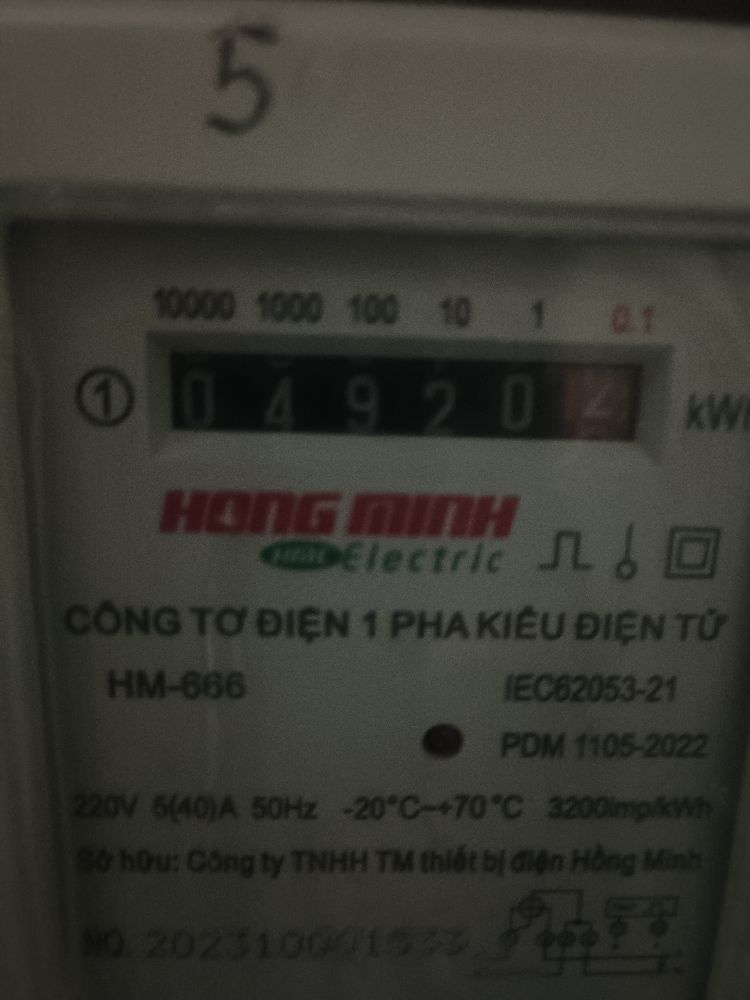 5
10000 1000 100 10 1 0.1
1 0 4 9 2 0 2 kWh
HONG MINH
Electric
CÔNG TƠ ĐIỆN 1 PHA KIỂU ĐIỆN TỬ
HM-666 IEC62053-21
PDM 1105-2022
220V 5(40)A 50Hz -20°C~+70°C 3200imp/kWh
Sở hữu: Công ty TNHH TM thiết bị điện Hồng Minh
NO.